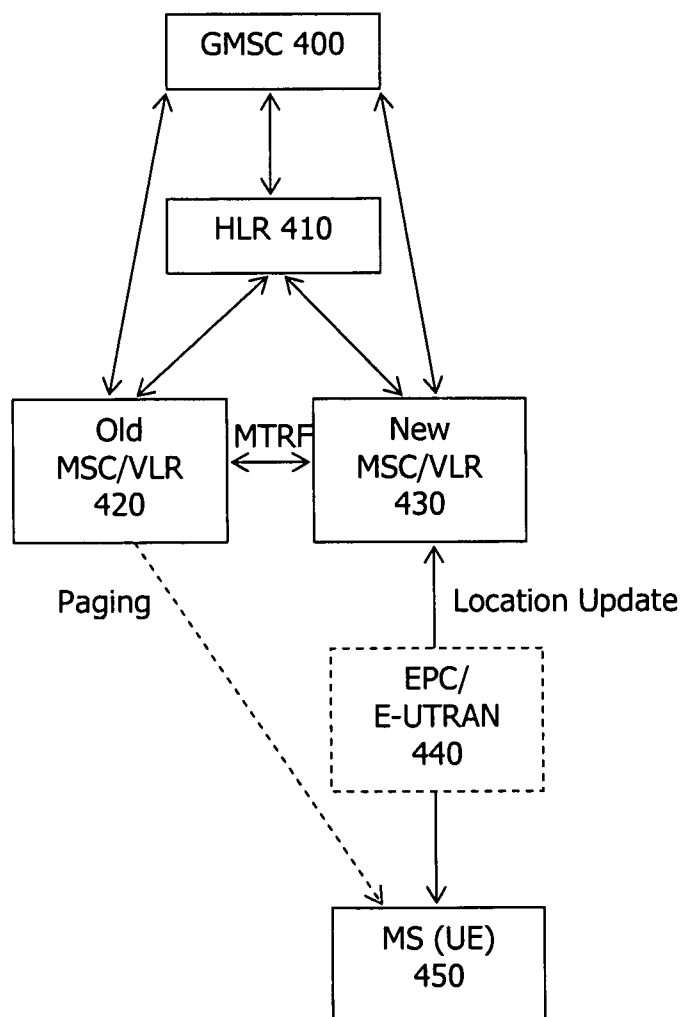 GMSC 400
HLR 410
Old
MSC/VLR
420
MTRF
New
MSC/VLR
430
Paging
Location Update
EPC/
E-UTRAN
440
MS (UE)
450